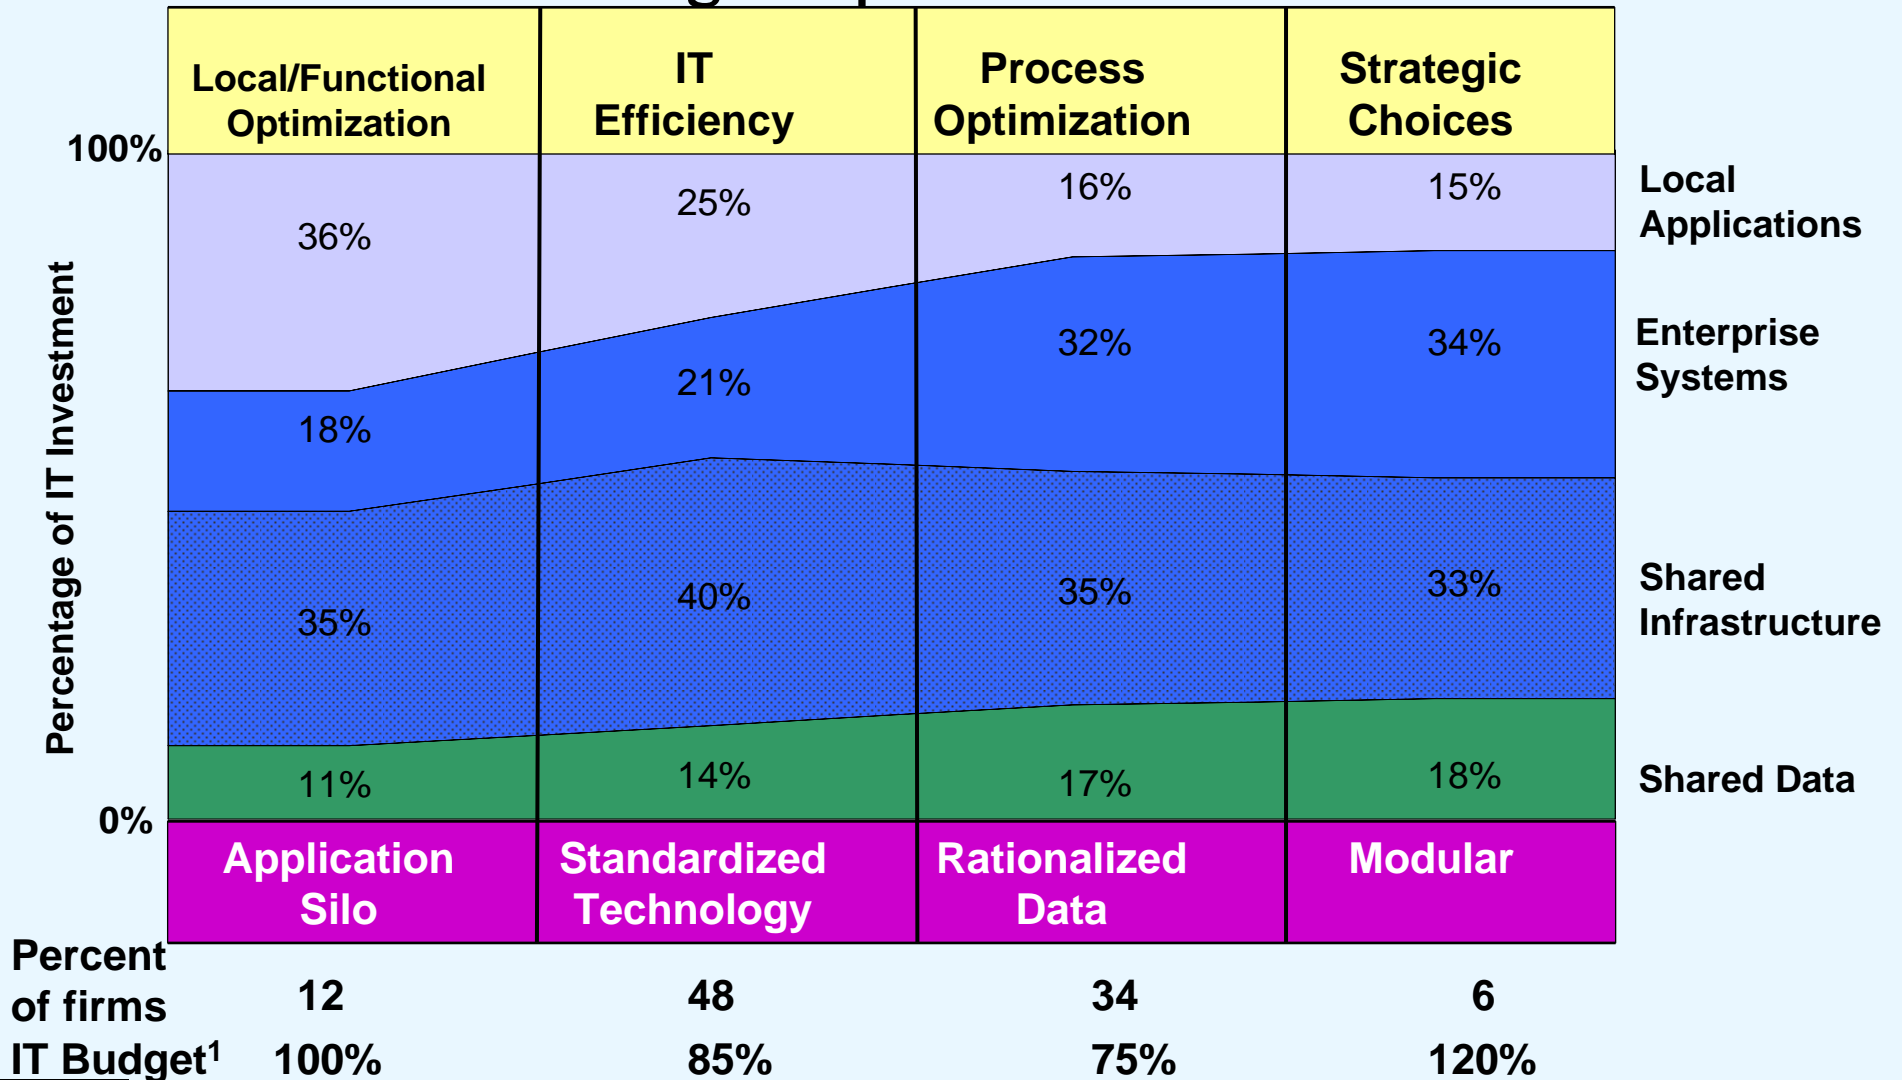 Local/Functional
Optimization
IT
Efficiency
Process
Optimization
Strategic
Choices
100%
36%
25%
16%
15%
Local
Applications
18%
21%
32%
34%
Enterprise
Systems
Percentage of IT Investment
35%
40%
35%
33%
Shared
Infrastructure
11%
14%
17%
18%
Shared Data
0%
Application
Silo
Standardized
Technology
Rationalized
Data
Modular
Percent
of firms
12
48
34
6
IT Budget¹
100%
85%
75%
120%